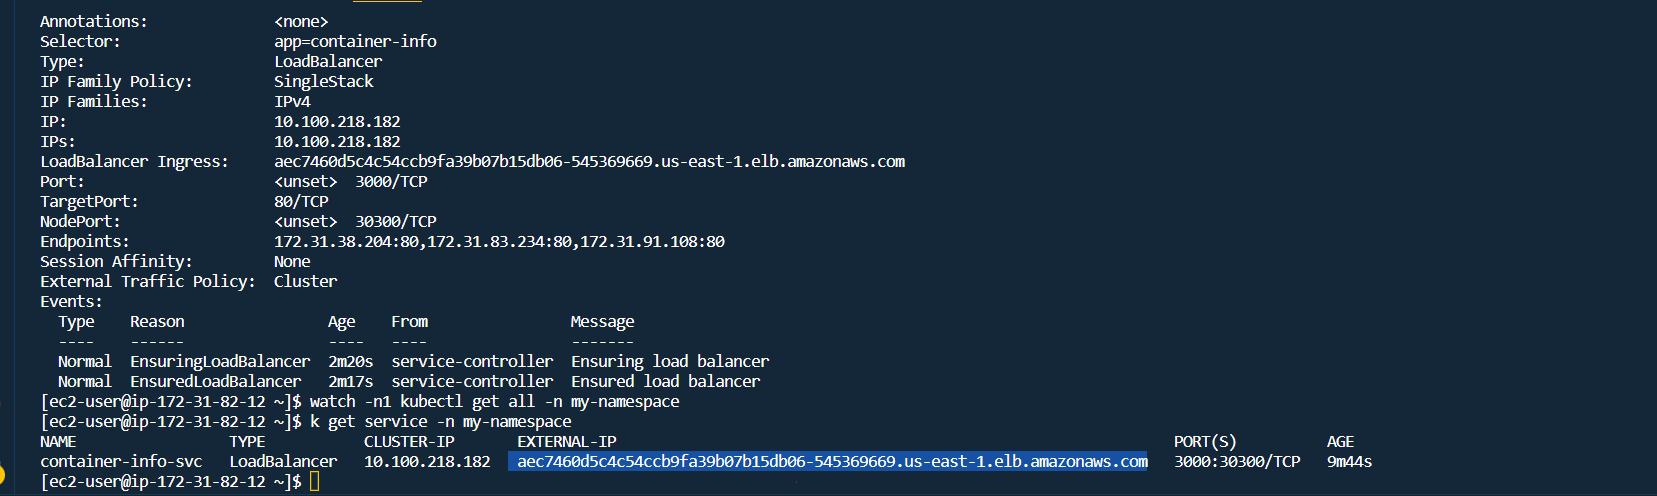 Annotations: <none>
Selector: app=container-info
Type: LoadBalancer
IP Family Policy: SingleStack
IP Families: IPv4
IP: 10.100.218.182
IPs: 10.100.218.182
LoadBalancer Ingress: aec7460d5c4c54ccb9fa39b07b15db06-545369669.us-east-1.elb.amazonaws.com
Port: <unset> 3000/TCP
TargetPort: 80/TCP
NodePort: <unset> 30300/TCP
Endpoints: 172.31.38.204:80,172.31.83.234:80,172.31.91.108:80
Session Affinity: None
External Traffic Policy: Cluster
Events:
Type Reason Age From Message
---- ------ ---- ---- -------
Normal EnsuringLoadBalancer 2m20s service-controller Ensuring load balancer
Normal EnsuredLoadBalancer 2m17s service-controller Ensured load balancer
[ec2-user@ip-172-31-82-12 ~]$ watch -n1 kubectl get all -n my-namespace
[ec2-user@ip-172-31-82-12 ~]$ k get service -n my-namespace
NAME TYPE CLUSTER-IP EXTERNAL-IP PORT(S) AGE
container-info-svc LoadBalancer 10.100.218.182 aec7460d5c4c54ccb9fa39b07b15db06-545369669.us-east-1.elb.amazonaws.com 3000:30300/TCP 9m44s
[ec2-user@ip-172-31-82-12 ~]$